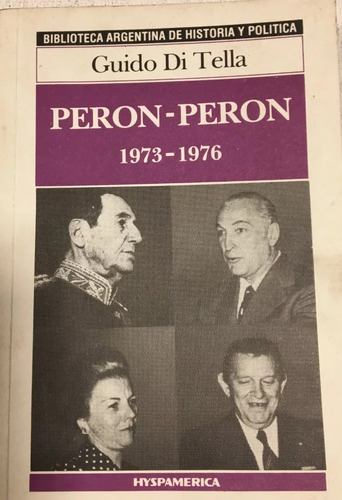 BIBLIOTECA ARGENTINA DE HISTORIA Y POLITICA
Guido Di Tella
PERON-PERON
1973-1976
HYSPAMERICA